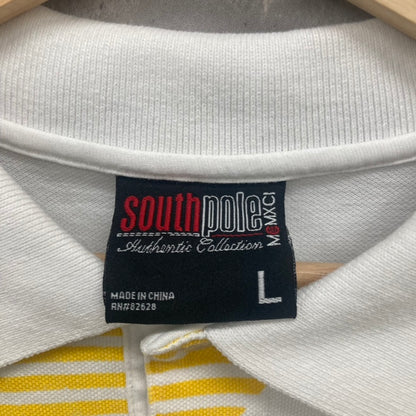 southpole
Authentic Collection
MCMXCI
L
MADE IN CHINA
RN#82628